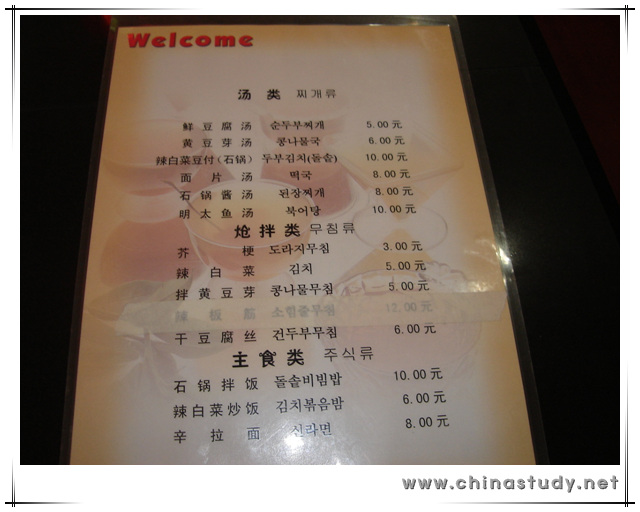 Welcome
汤类 찌개류
鲜豆腐汤 순두부찌개 5.00元
黄豆芽汤 콩나물국 6.00元
辣白菜豆付(石锅) 두부김치(돌솥) 10.00元
面片汤 떡국 8.00元
石锅酱汤 된장찌개 8.00元
明太鱼汤 북어탕 10.00元
炝拌类 무침류
芥梗 도라지무침 3.00元
辣白菜 김치 5.00元
拌黄豆芽 콩나물무침 5.00元
辣板筋 12.00元
干豆腐丝 건두부무침 6.00元
主食类 주식류
石锅拌饭 돌솥비빔밥 10.00元
辣白菜炒饭 김치볶음밥 6.00元
辛拉面 신라면 8.00元
www.chinastudy.net